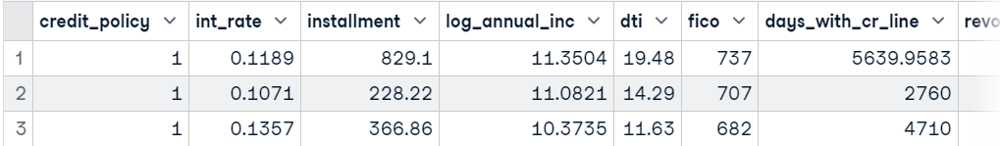 credit_policy int_rate installment log_annual_inc dti fico days_with_cr_line revo
1 1 0.1189 829.1 11.3504 19.48 737 5639.9583
2 1 0.1071 228.22 11.0821 14.29 707 2760
3 1 0.1357 366.86 10.3735 11.63 682 4710